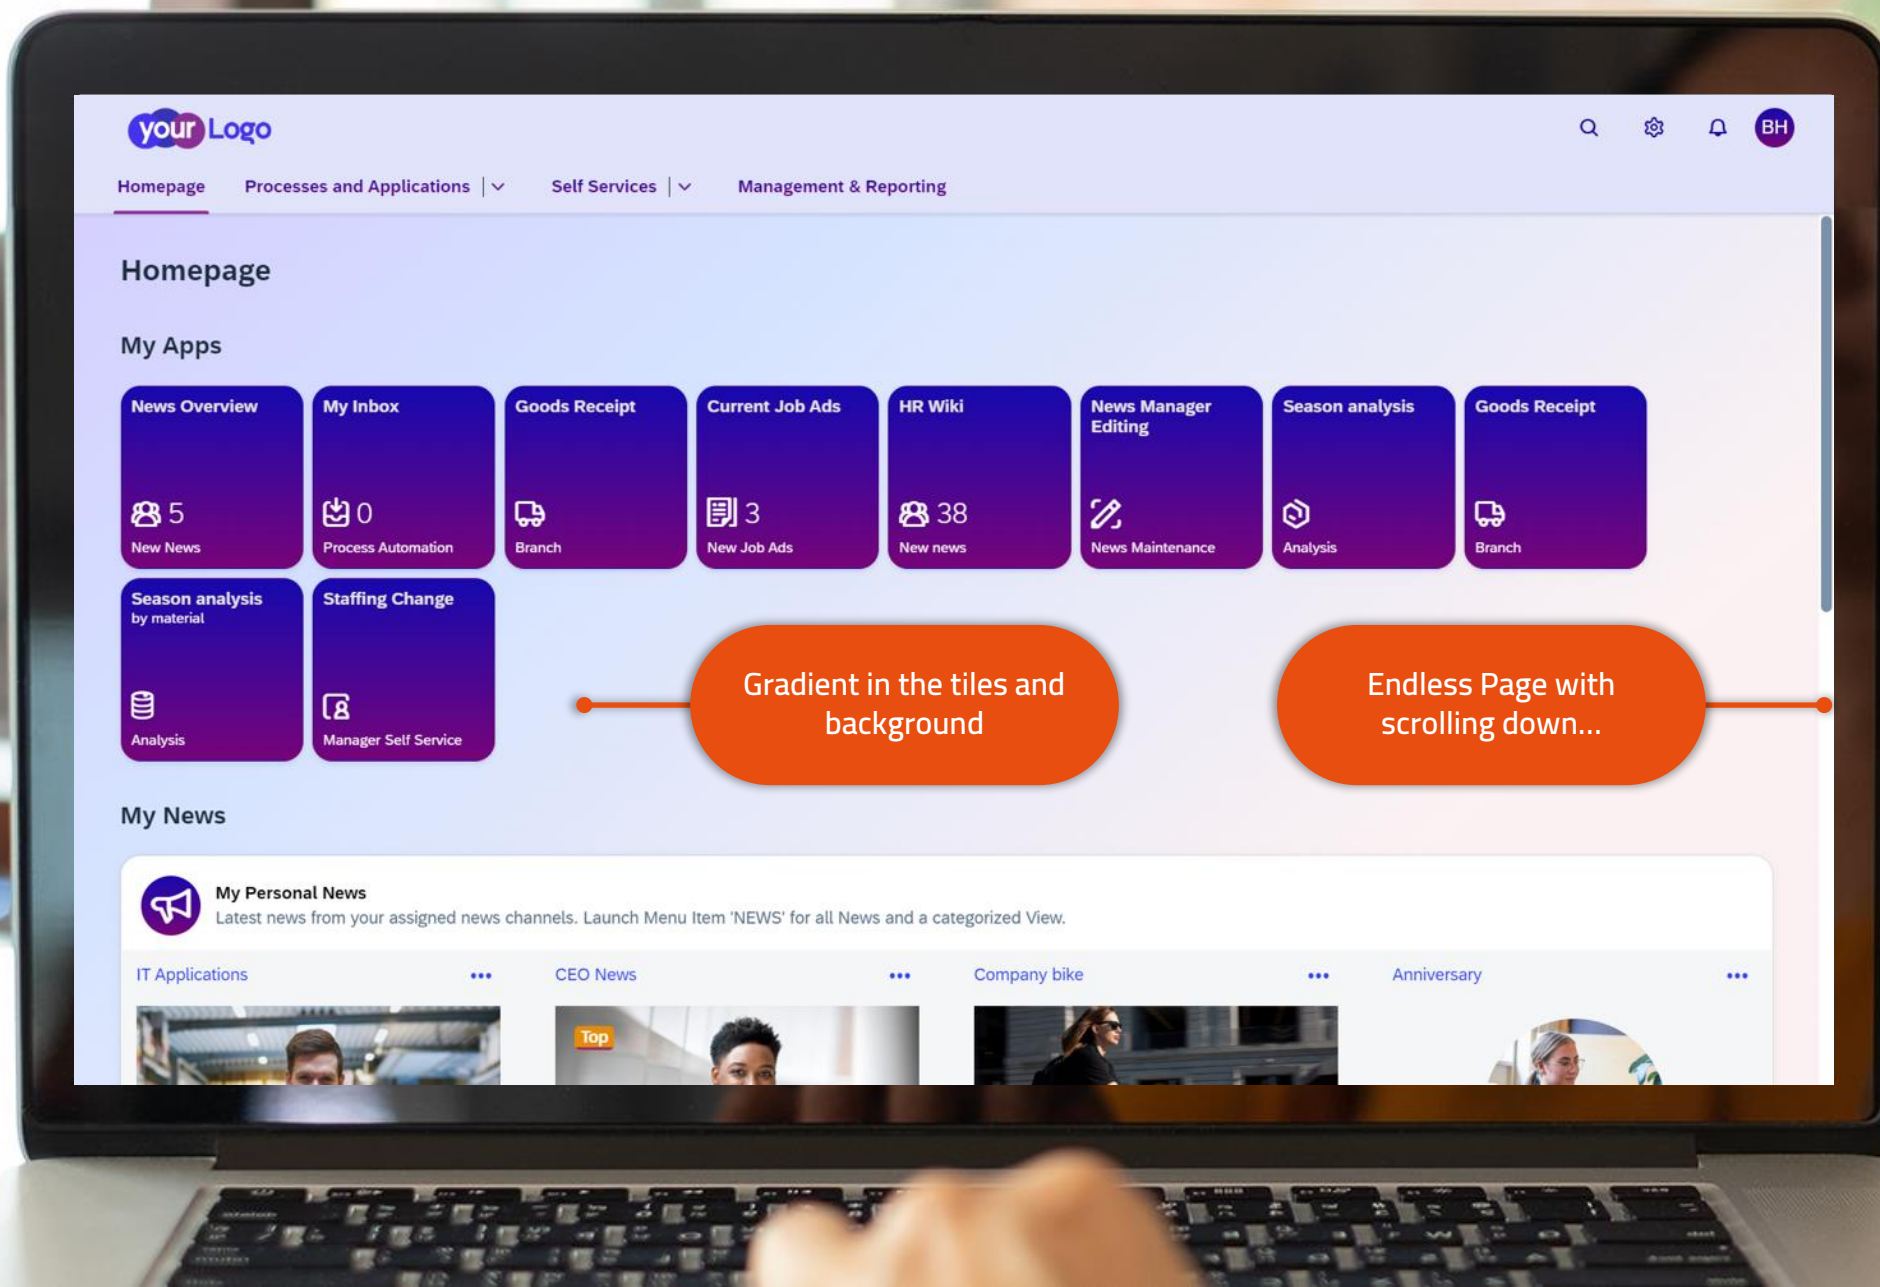 your Logo
BH
Homepage
Processes and Applications
Self Services
Management & Reporting
Homepage
My Apps
News Overview
5
New News
My Inbox
0
Process Automation
Goods Receipt
Branch
Current Job Ads
3
New Job Ads
HR Wiki
38
New news
News Manager
Editing
News Maintenance
Season analysis
Analysis
Goods Receipt
Branch
Season analysis
by material
Analysis
Staffing Change
Manager Self Service
Gradient in the tiles and
background
Endless Page with
scrolling down...
My News
My Personal News
Latest news from your assigned news channels. Launch Menu Item 'NEWS' for all News and a categorized View.
IT Applications
CEO News
Company bike
Anniversary
Top